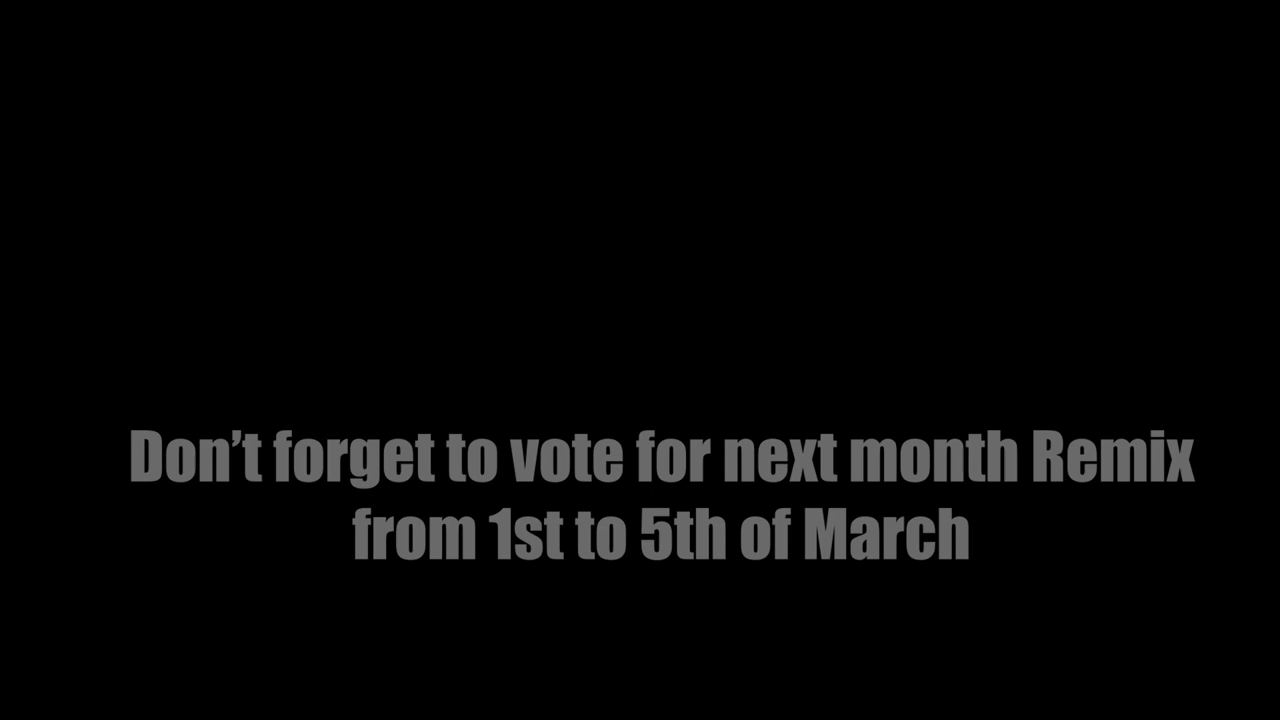 Don’t forget to vote for next month Remix
from 1st to 5th of March